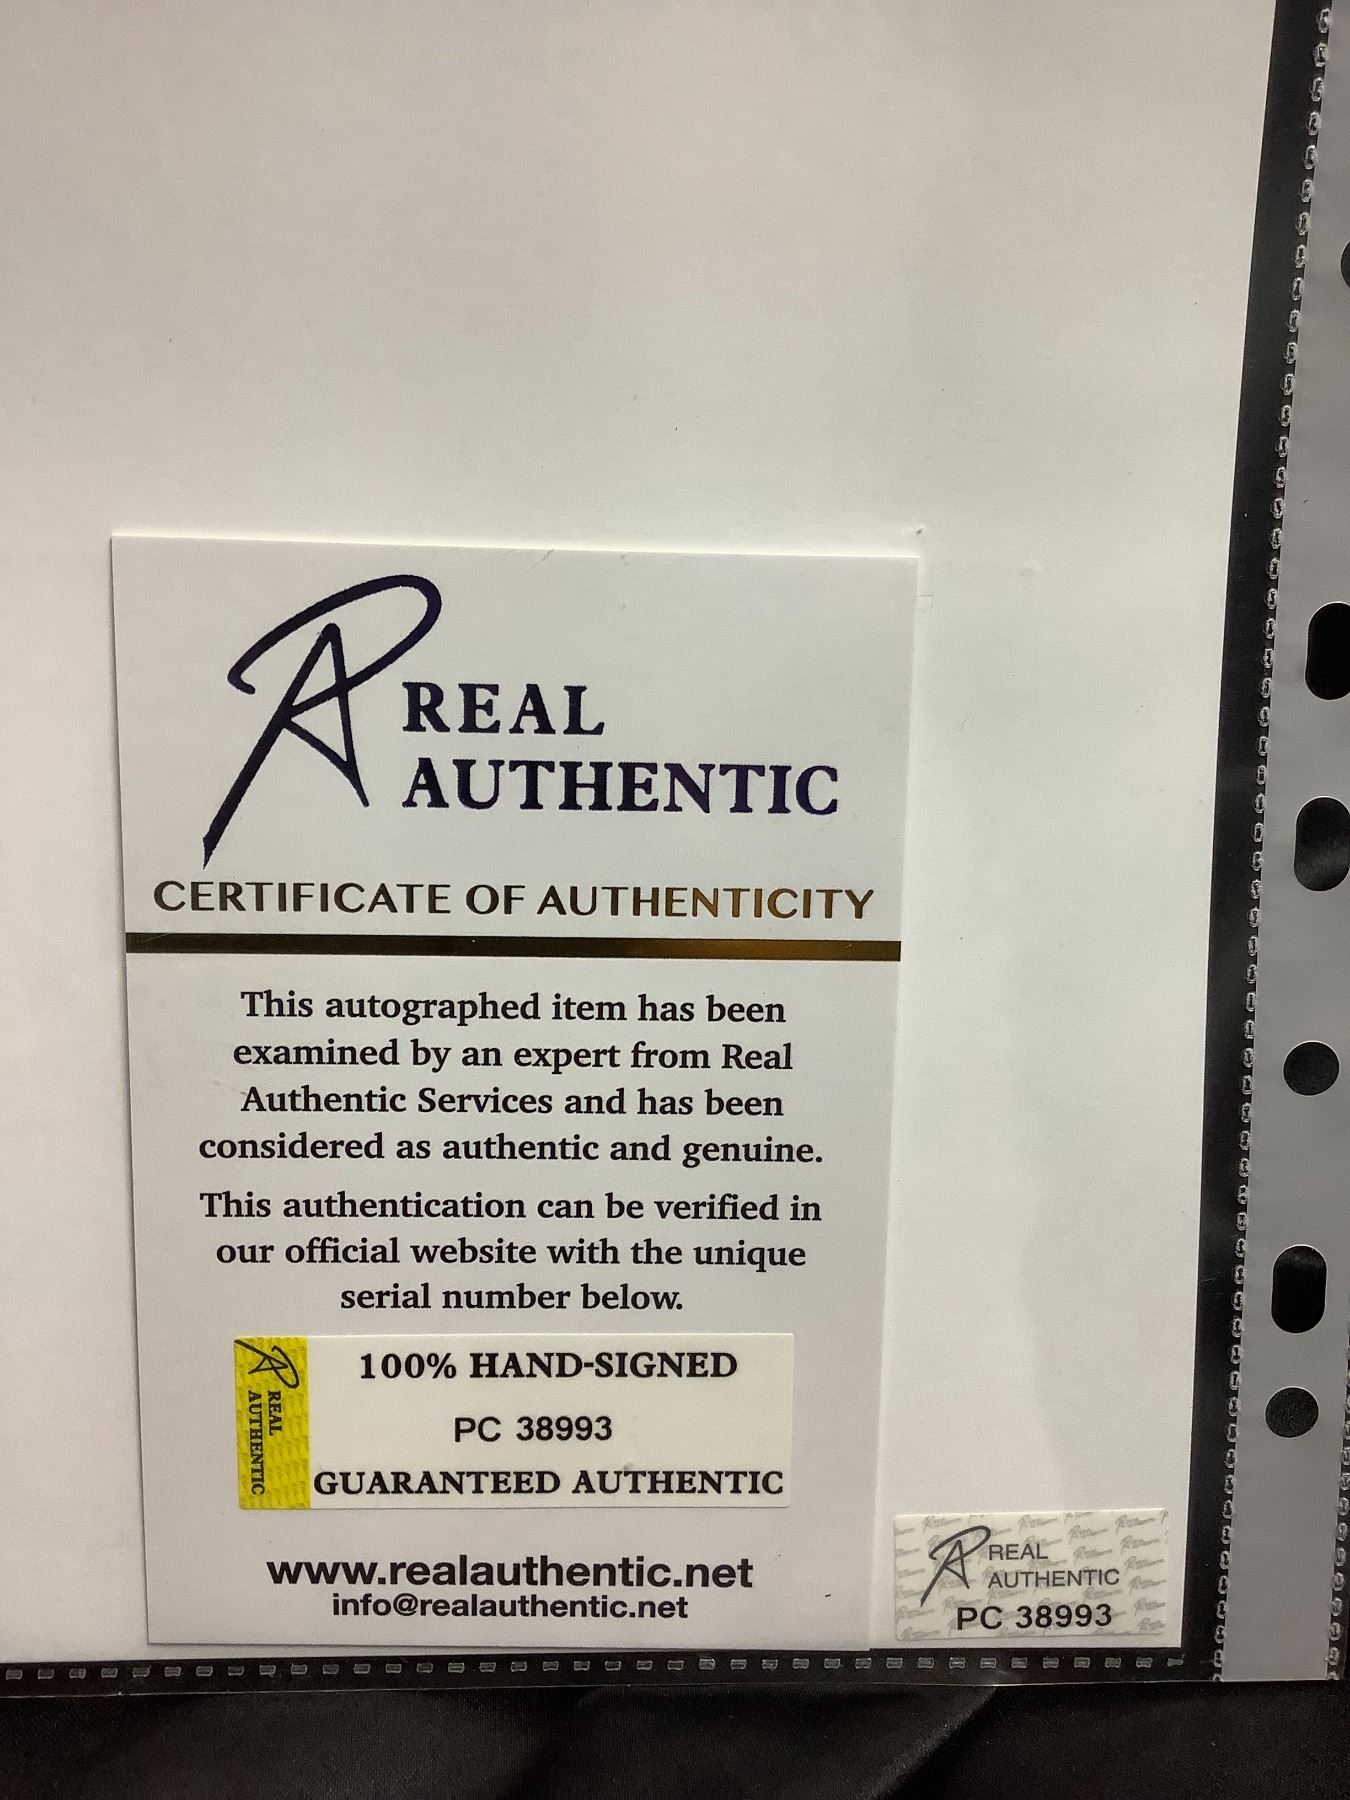 REAL
AUTHENTIC
CERTIFICATE OF AUTHENTICITY
This autographed item has been
examined by an expert from Real
Authentic Services and has been
considered as authentic and genuine.
This authentication can be verified in
our official website with the unique
serial number below.
REAL
AUTHENTIC
100% HAND-SIGNED
PC 38993
GUARANTEED AUTHENTIC
www.realauthentic.net
info@realauthentic.net
REAL
AUTHENTIC
PC 38993